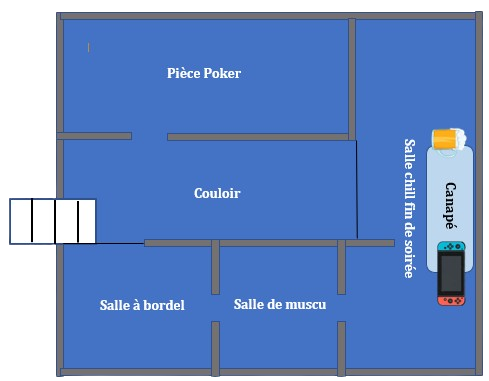 Pièce Poker
Couloir
Salle chill fin de soirée
Canapé
Salle à bordel
Salle de muscu